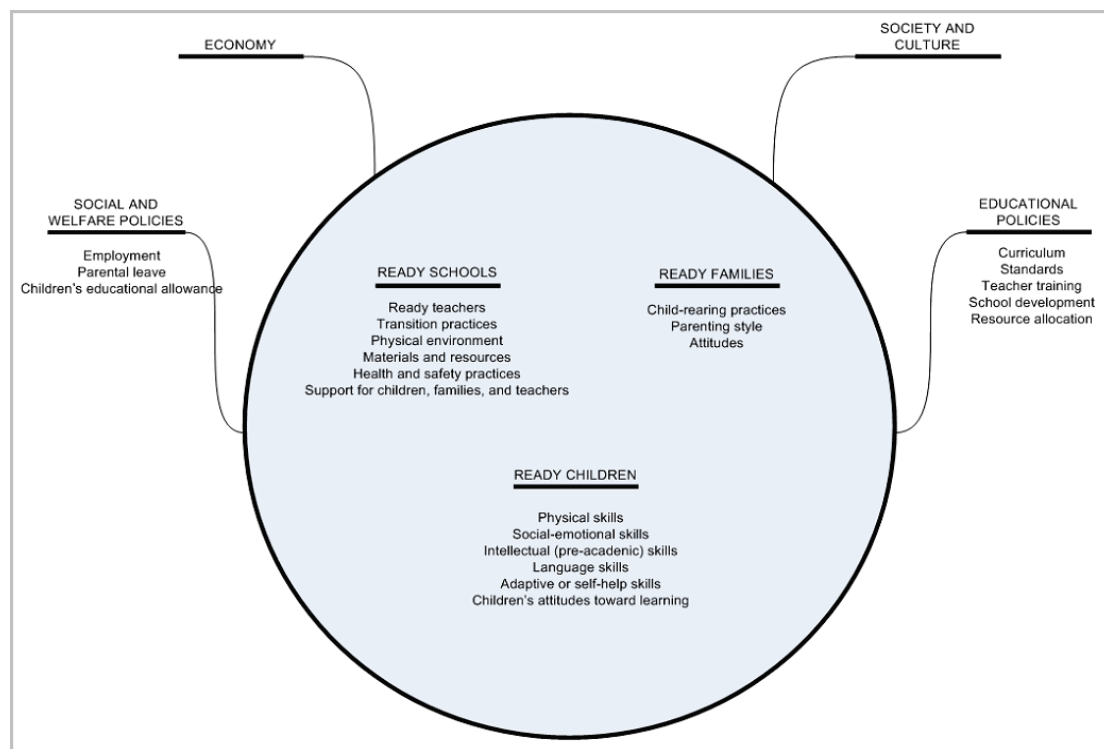 ECONOMY
SOCIETY AND
CULTURE
SOCIAL AND
WELFARE POLICIES
Employment
Parental leave
Children's educational allowance
EDUCATIONAL
POLICIES
Curriculum
Standards
Teacher training
School development
Resource allocation
READY SCHOOLS
Ready teachers
Transition practices
Physical environment
Materials and resources
Health and safety practices
Support for children, families, and teachers
READY FAMILIES
Child-rearing practices
Parenting style
Attitudes
READY CHILDREN
Physical skills
Social-emotional skills
Intellectual (pre-academic) skills
Language skills
Adaptive or self-help skills
Children's attitudes toward learning